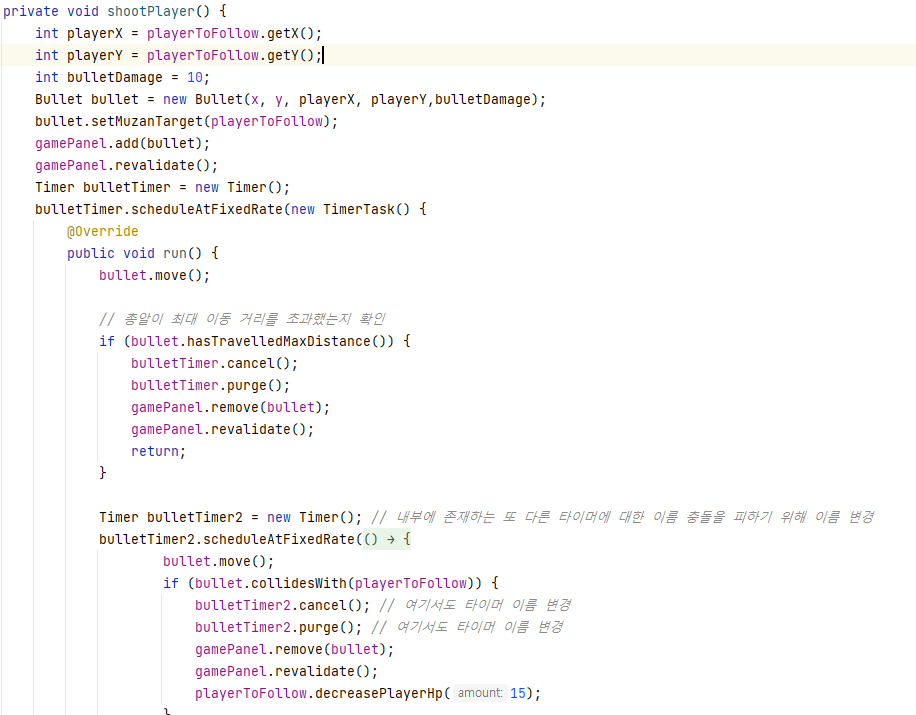 private void shootPlayer() {
int playerX = playerToFollow.getX();
int playerY = playerToFollow.getY();
int bulletDamage = 10;
Bullet bullet = new Bullet(x, y, playerX, playerY,bulletDamage);
bullet.setMuzanTarget(playerToFollow);
gamePanel.add(bullet);
gamePanel.revalidate();
Timer bulletTimer = new Timer();
bulletTimer.scheduleAtFixedRate(new TimerTask() {
@Override
public void run() {
bullet.move();
// 총알이 최대 이동 거리를 초과했는지 확인
if (bullet.hasTravelledMaxDistance()) {
bulletTimer.cancel();
bulletTimer.purge();
gamePanel.remove(bullet);
gamePanel.revalidate();
return;
}
Timer bulletTimer2 = new Timer(); // 내부에 존재하는 또 다른 타이머에 대한 이름 충돌을 피하기 위해 이름 변경
bulletTimer2.scheduleAtFixedRate(() → {
bullet.move();
if (bullet.collidesWith(playerToFollow)) {
bulletTimer2.cancel(); // 여기서도 타이머 이름 변경
bulletTimer2.purge(); // 여기서도 타이머 이름 변경
gamePanel.remove(bullet);
gamePanel.revalidate();
playerToFollow.decreasePlayerHp( amount: 15);
}